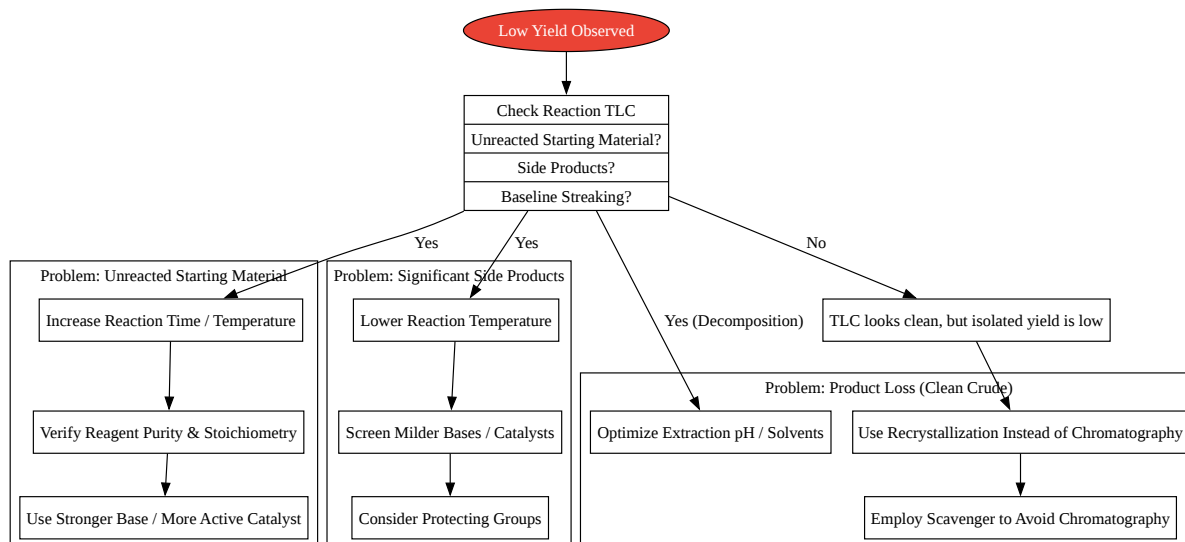 Low Yield Observed
Check Reaction TLC
Unreacted Starting Material?
Side Products?
Baseline Streaking?
Yes
Yes
No
Problem: Unreacted Starting Material
Problem: Significant Side Products
Increase Reaction Time / Temperature
Lower Reaction Temperature
Yes (Decomposition)
TLC looks clean, but isolated yield is low
Problem: Product Loss (Clean Crude)
Verify Reagent Purity & Stoichiometry
Screen Milder Bases / Catalysts
Optimize Extraction pH / Solvents
Use Recrystallization Instead of Chromatography
Use Stronger Base / More Active Catalyst
Consider Protecting Groups
Employ Scavenger to Avoid Chromatography